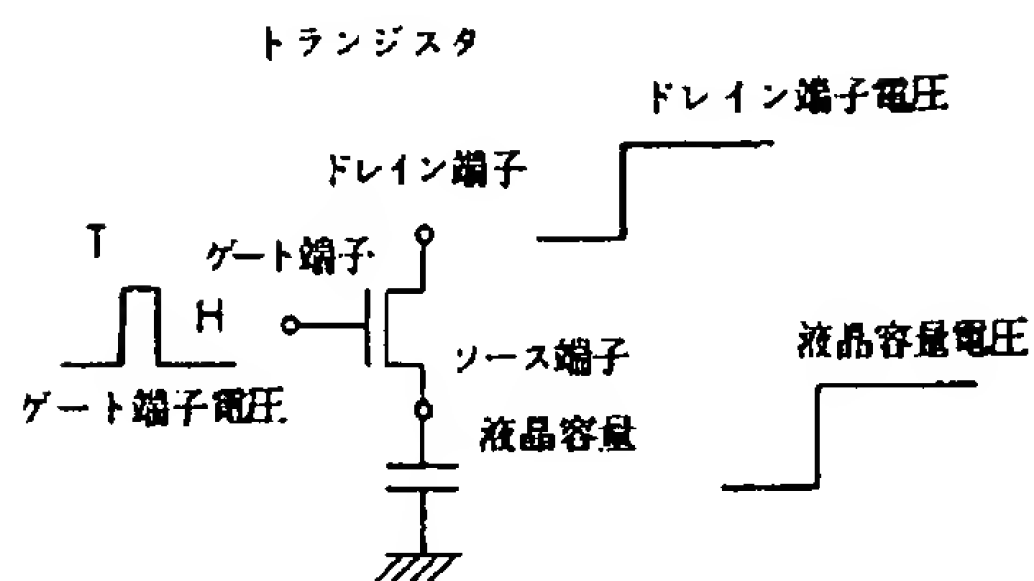 トランジスタ
ドレイン端子電圧
ドレイン端子
T
ゲート端子
H
ソース端子
液晶容量電圧
ゲート端子電圧
液晶容量